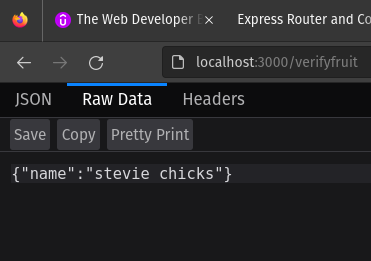 The Web Developer
Express Router and Co
localhost:3000/verifyfruit
JSON
Raw Data
Headers
Save
Copy
Pretty Print
{"name":"stevie chicks"}